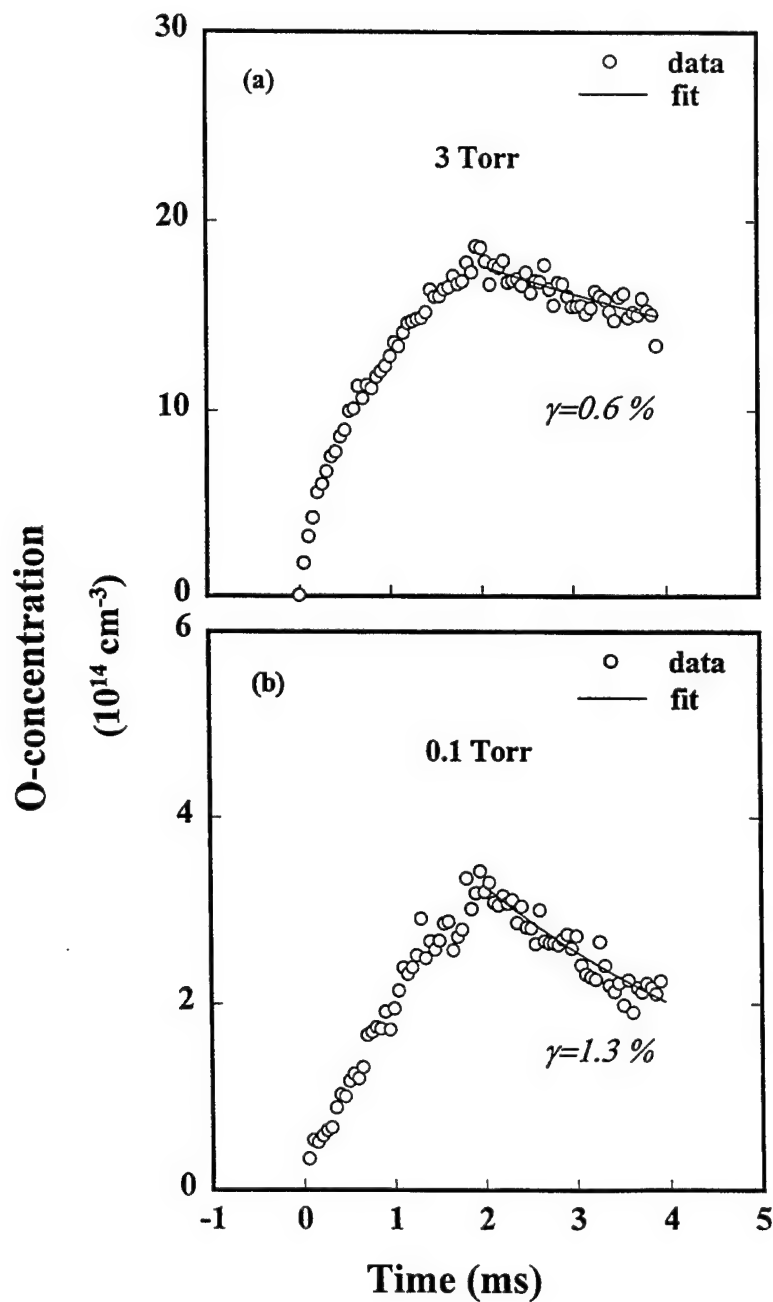 30
(a)
data
fit
3 Torr
20
10
γ=0.6 %
0
O-concentration
(10¹⁴ cm⁻³)
6
(b)
data
fit
0.1 Torr
4
2
γ=1.3 %
0
-1 0 1 2 3 4 5
Time (ms)